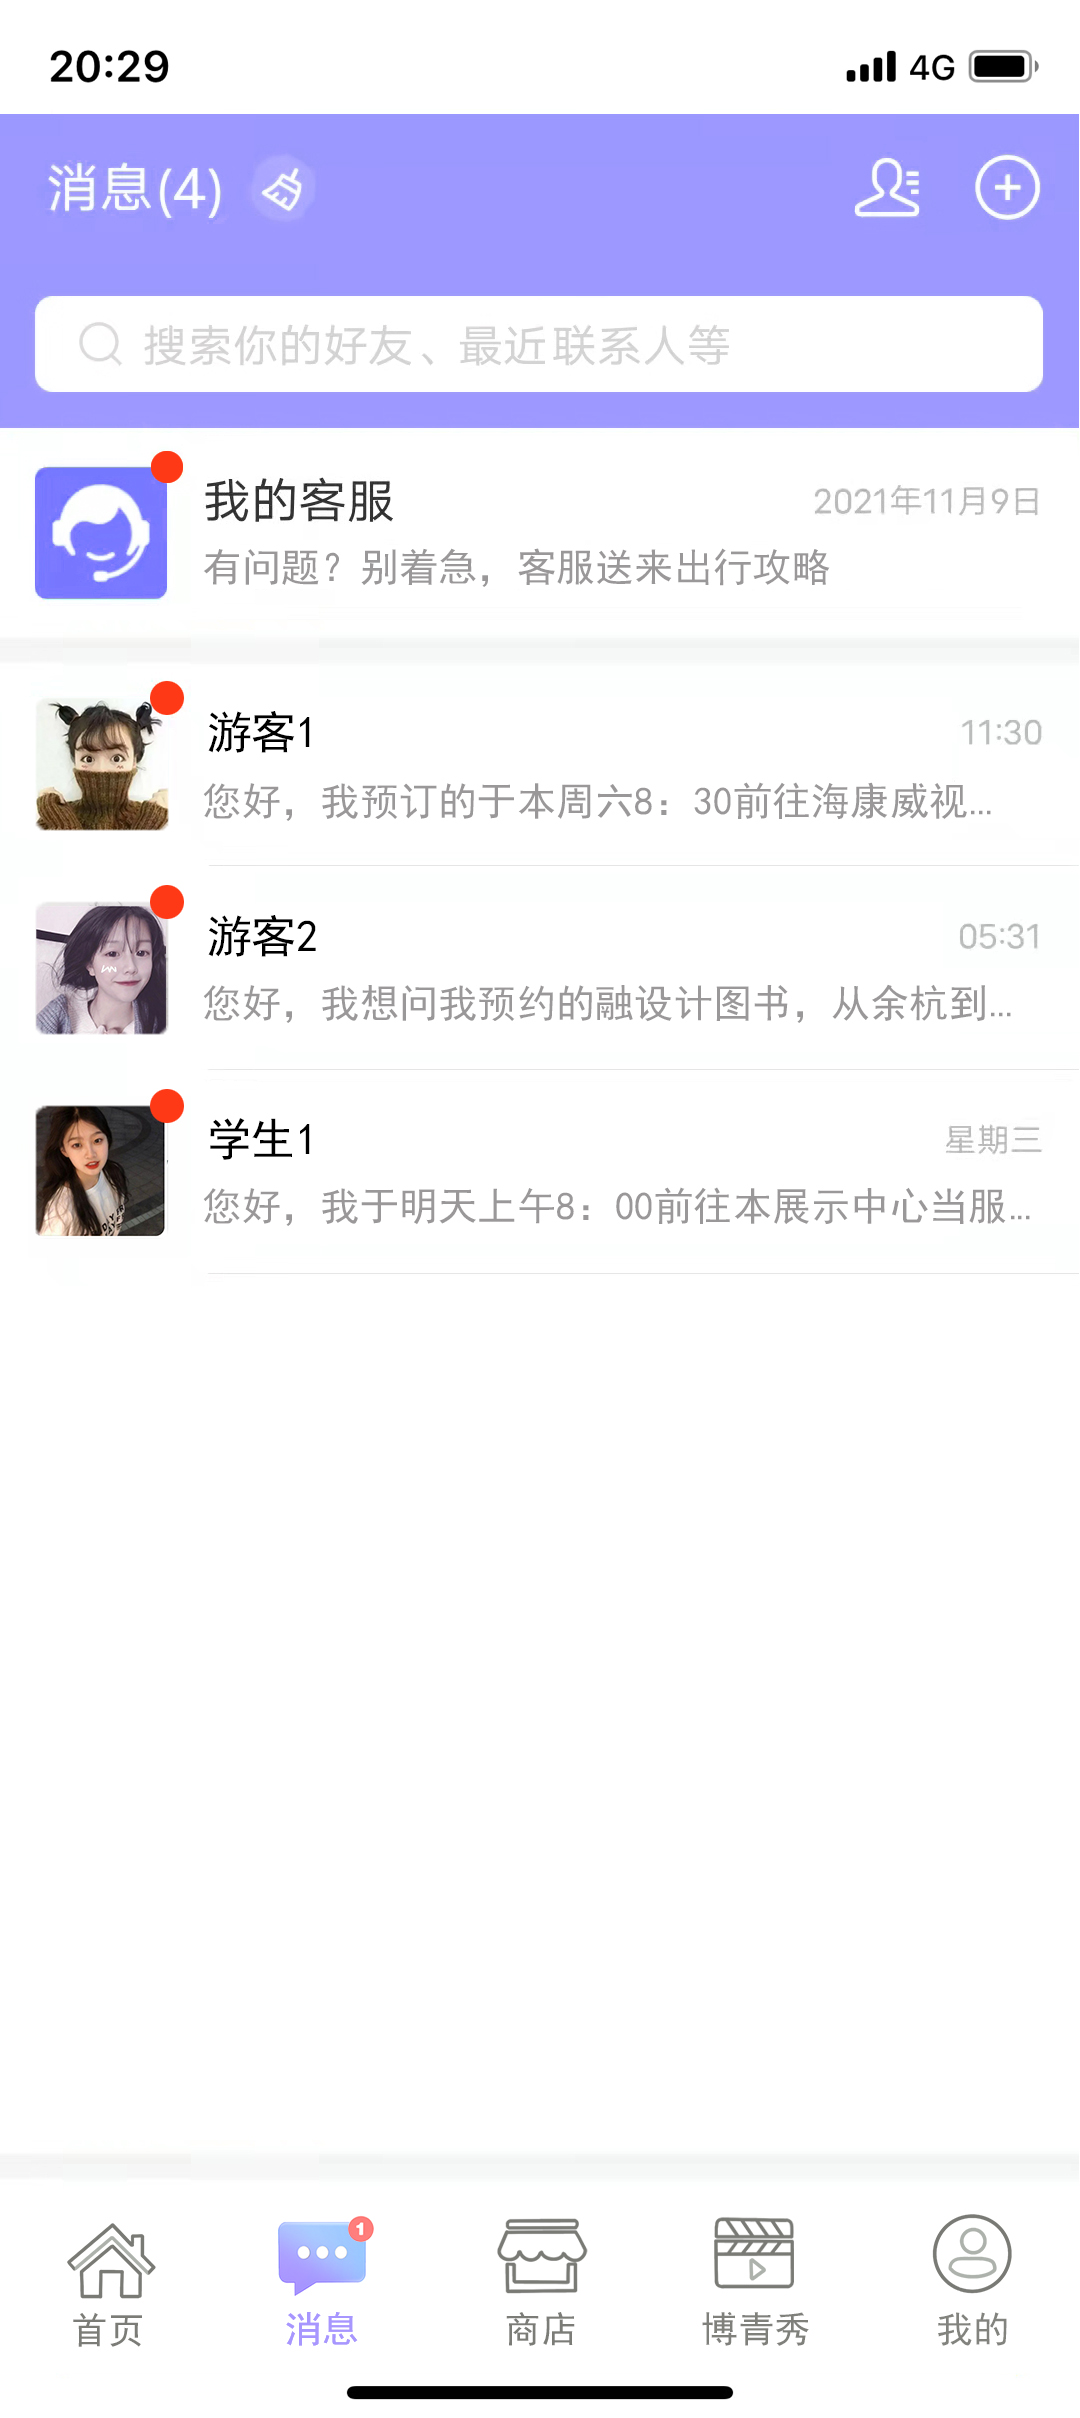 20:29 4G
消息(4)
搜索你的好友、最近联系人等
我的客服 2021年11月9日
有问题？别着急，客服送来出行攻略
游客1 11:30
您好，我预订的于本周六8：30前往海康威视...
游客2 05:31
您好，我想问我预约的融设计图书，从余杭到...
学生1 星期三
您好，我于明天上午8：00前往本展示中心当服...
1
首页 消息 商店 博青秀 我的